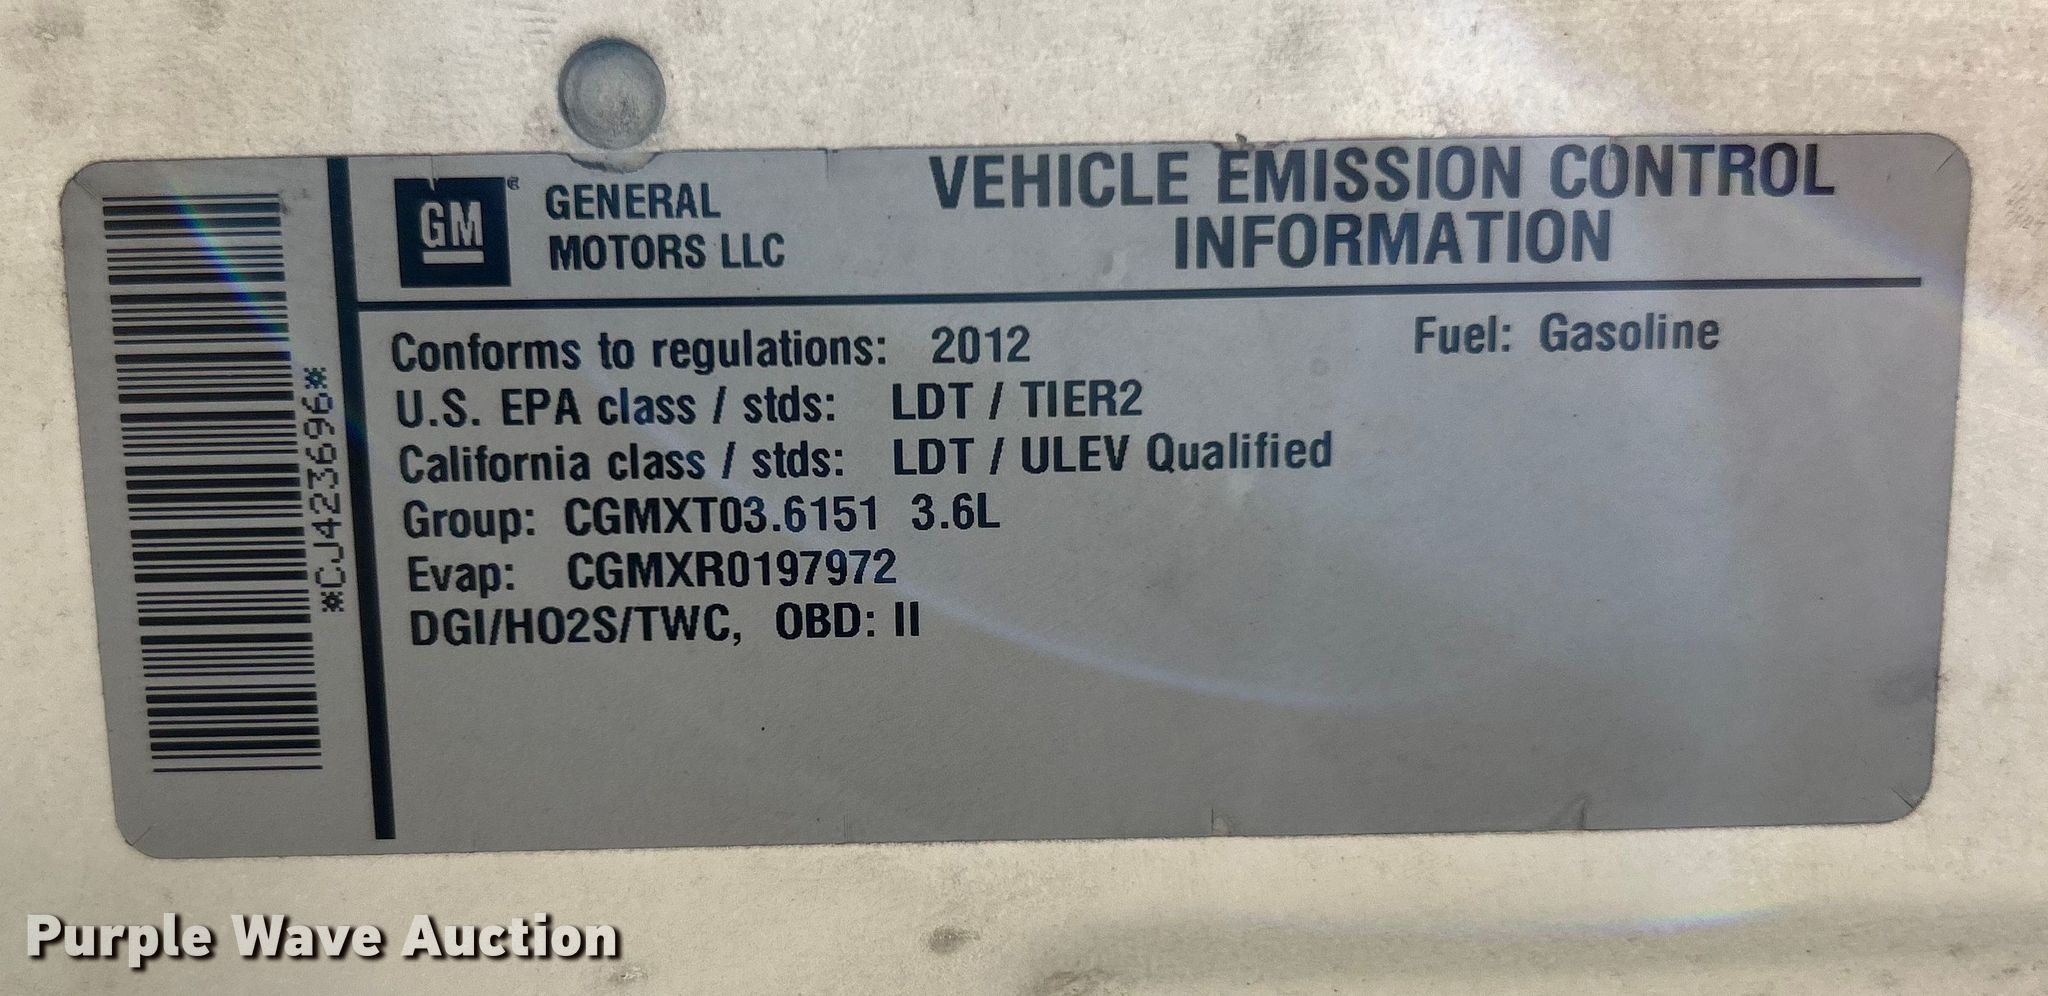 GM
GENERAL
MOTORS LLC
VEHICLE EMISSION CONTROL
INFORMATION
Conforms to regulations: 2012
Fuel: Gasoline
U.S. EPA class / stds: LDT / TIER2
California class / stds: LDT / ULEV Qualified
Group: CGMXT03.6151 3.6L
Evap: CGMXR0197972
DGI/HO2S/TWC, OBD: II
*CJ423696*
Purple Wave Auction